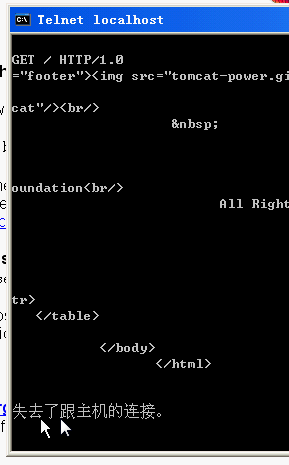 Telnet localhost
GET / HTTP/1.0
="footer"><img src="tomcat-power.gi
cat"/><br/>
&nbsp;
oundation<br/>
All Right
tr>
</table>
</body>
</html>
失去了跟主机的连接。